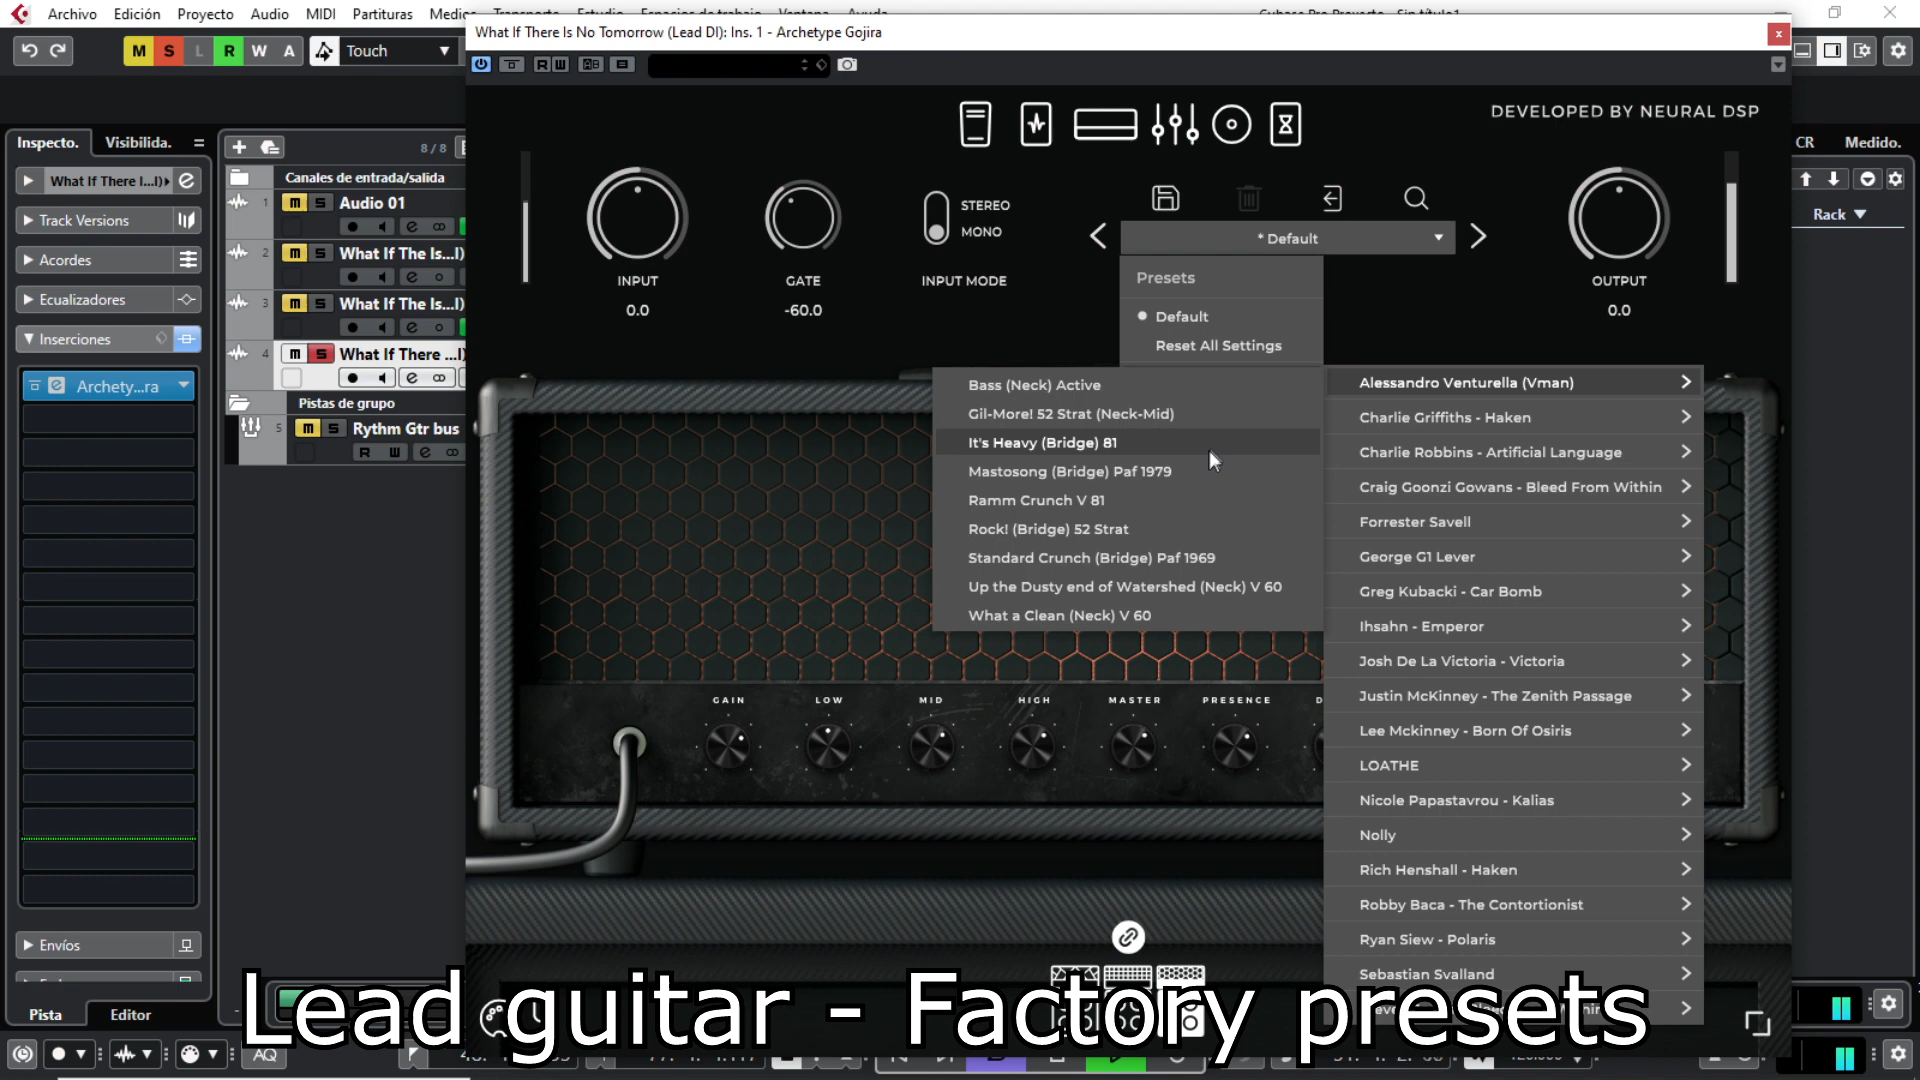 Archivo Edición Proyecto Audio MIDI Partituras
What If There Is No Tomorrow (Lead DI): Ins. 1 - Archetype Gojira
M S L R W A Touch
R W
DEVELOPED BY NEURAL DSP
Inspecto. Visibilida.
8 / 8
CR Medido.
What If There I...I)
Canales de entrada/salida
Rack
1 m S Audio 01
Track Versions
2 m S What If The Is...I)
Acordes
3 m S What If The Is...I)
Ecualizadores
4 m S What If There ...I)
Inserciones
Archety...ra
Pistas de grupo
5 m S Rythm Gtr bus
R W e
STEREO
MONO
* Default
INPUT GATE INPUT MODE OUTPUT
0.0 -60.0 0.0
Presets
Default
Reset All Settings
Bass (Neck) Active
Gil-More! 52 Strat (Neck-Mid)
It's Heavy (Bridge) 81
Mastosong (Bridge) Paf 1979
Ramm Crunch V 81
Rock! (Bridge) 52 Strat
Standard Crunch (Bridge) Paf 1969
Up the Dusty end of Watershed (Neck) V 60
What a Clean (Neck) V 60
Alessandro Venturella (Vman)
Charlie Griffiths - Haken
Charlie Robbins - Artificial Language
Craig Goonzi Gowans - Bleed From Within
Forrester Savell
George G1 Lever
Greg Kubacki - Car Bomb
Ihsahn - Emperor
Josh De La Victoria - Victoria
Justin McKinney - The Zenith Passage
Lee Mckinney - Born Of Osiris
LOATHE
Nicole Papastavrou - Kalias
Nolly
Rich Henshall - Haken
Robby Baca - The Contortionist
Ryan Siew - Polaris
Sebastian Svalland
GAIN LOW MID HIGH MASTER PRESENCE
Envíos
Lead guitar - Factory presets
Pista Editor
AQ